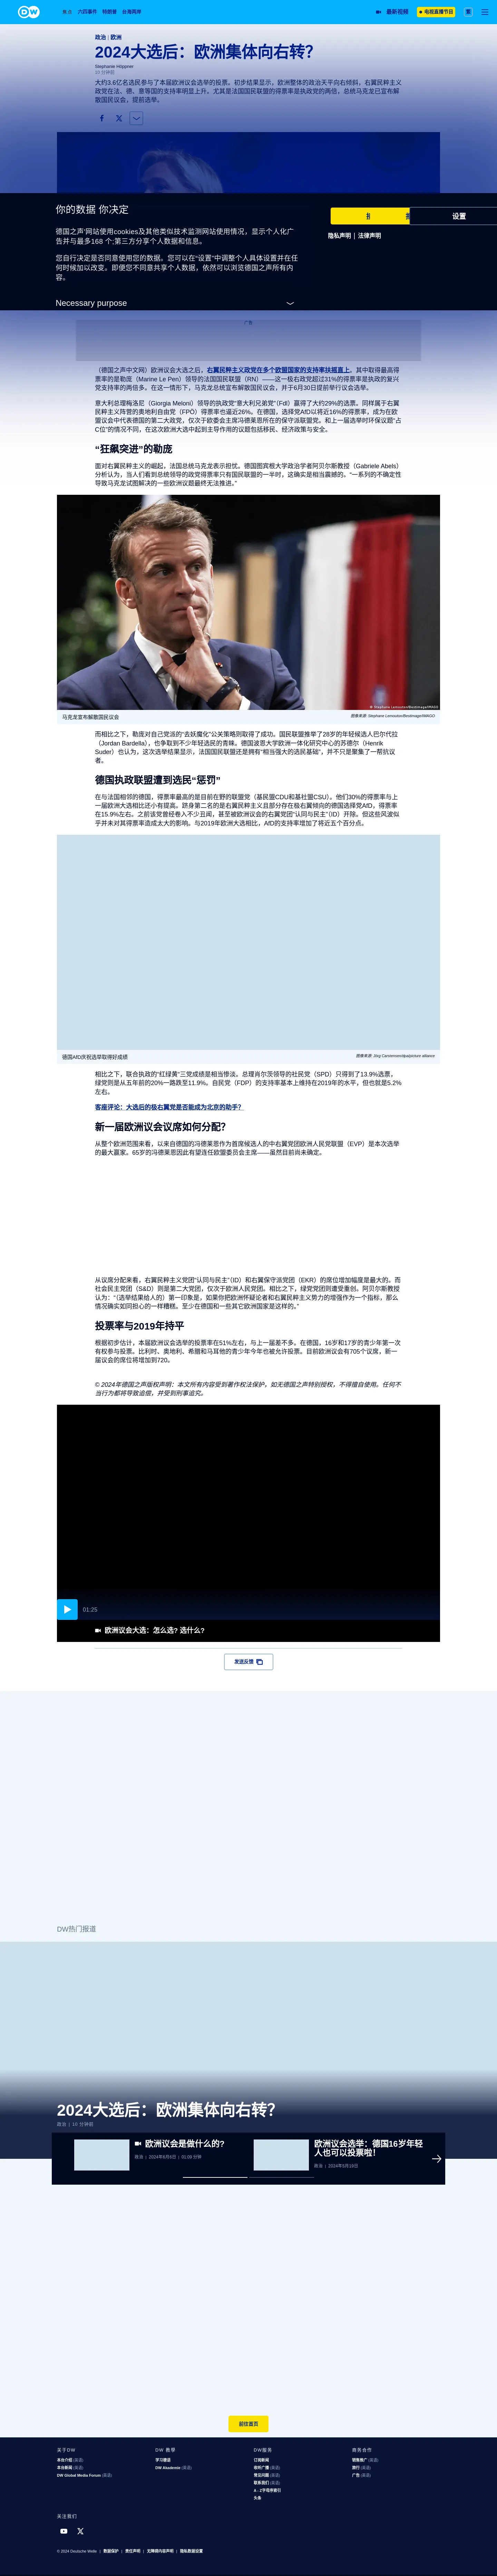 DW
焦点
六四事件
特朗普
台海两岸
最新视频
电视直播节目
繁
政治 | 欧洲
2024大选后：欧洲集体向右转？
Stephanie Höppner
10 分钟前
大约3.6亿名选民参与了本届欧洲议会选举的投票。初步结果显示，欧洲整体的政治天平向右倾斜，右翼民粹主义
政党在法、德、意等国的支持率明显上升。尤其是法国国民联盟的得票率是执政党的两倍，总统马克龙已宣布解
散国民议会，提前选举。
你的数据 你决定
德国之声’网站使用cookies及其他类似技术监测网站使用情况，显示个人化广
告并与最多168 个;第三方分享个人数据和信息。
您自行决定是否同意使用您的数据。您可以在“设置”中调整个人具体设置并在任
何时候加以改变。即便您不同意共享个人数据，依然可以浏览德国之声所有内
容。
设置
隐私声明 | 法律声明
Necessary purpose
（德国之声中文网）欧洲议会大选之后，右翼民粹主义政党在多个欧盟国家的支持率扶摇直上。其中取得最高得
票率的是勒庞（Marine Le Pen）领导的法国国民联盟（RN）——这一极右政党超过31%的得票率是执政的复兴
党支持率的两倍多。在这一情形下，马克龙总统宣布解散国民议会，并于6月30日提前举行议会选举。
意大利总理梅洛尼（Giorgia Meloni）领导的执政党“意大利兄弟党”（FdI）赢得了大约29%的选票。同样属于右翼
民粹主义阵营的奥地利自由党（FPÖ）得票率也逼近26%。在德国，选择党AfD以将近16%的得票率，成为在欧
盟议会中代表德国的第二大政党，仅次于欧委会主席冯德莱恩所在的保守派联盟党。和上一届选举时环保议题“占
C位”的情况不同，在这次欧洲大选中起到主导作用的议题包括移民、经济政策与安全。
“狂飙突进”的勒庞
面对右翼民粹主义的崛起，法国总统马克龙表示担忧。德国图宾根大学政治学者阿贝尔斯教授（Gabriele Abels）
分析认为，当人们看到总统领导的政党得票率只有国民联盟的一半时，这确实是相当震撼的。“一系列的不确定性
导致马克龙试图解决的一些欧洲议题最终无法推进。”
© Stephane Lemouton/Bestimage/IMAGO
马克龙宣布解散国民议会
图像来源: Stephane Lemouton/Bestimage/IMAGO
而相比之下，勒庞对自己党派的“去妖魔化”公关策略则取得了成功。国民联盟推举了28岁的年轻候选人巴尔代拉
（Jordan Bardella），也争取到不少年轻选民的青睐。德国波恩大学欧洲一体化研究中心的苏德尔（Henrik
Suder）也认为，这次选举结果显示，法国国民联盟还是拥有“相当强大的选民基础”，并不只是聚集了一帮抗议
者。
德国执政联盟遭到选民“惩罚”
在与法国相邻的德国，得票率最高的是目前在野的联盟党（基民盟CDU和基社盟CSU）。他们30%的得票率与上
一届欧洲大选相比还小有提高。跻身第二名的是右翼民粹主义且部分存在极右翼倾向的德国选择党AfD，得票率
在15.9%左右。之前该党曾经卷入不少丑闻，甚至被欧洲议会的右翼党团“认同与民主”（ID）开除。但这些风波似
乎并未对其得票率造成太大的影响。与2019年欧洲大选相比，AfD的支持率增加了将近五个百分点。
德国AfD庆祝选举取得好成绩
图像来源: Jörg Carstensen/dpa/picture alliance
相比之下，联合执政的“红绿黄”三党成绩是相当惨淡。总理肖尔茨领导的社民党（SPD）只得到了13.9%选票，
绿党则是从五年前的20%一路跌至11.9%。自民党（FDP）的支持率基本上维持在2019年的水平，但也就是5.2%
左右。
客座评论：大选后的极右翼党是否能成为北京的助手？
新一届欧洲议会议席如何分配？
从整个欧洲范围来看，以来自德国的冯德莱恩作为首席候选人的中右翼党团欧洲人民党联盟（EVP）是本次选举
的最大赢家。65岁的冯德莱恩因此有望连任欧盟委员会主席——虽然目前尚未确定。
从议席分配来看，右翼民粹主义党团“认同与民主”（ID）和右翼保守派党团（EKR）的席位增加幅度是最大的。而
社会民主党团（S&D）则是第二大党团，仅次于欧洲人民党团。相比之下，绿党党团则遭受重创。阿贝尔斯教授
认为：“（选举结果给人的）第一印象是，如果你把欧洲怀疑论者和右翼民粹主义势力的增强作为一个指标，那么
情况确实如同担心的一样糟糕。至少在德国和一些其它欧洲国家是这样的。”
投票率与2019年持平
根据初步估计，本届欧洲议会选举的投票率在51%左右，与上一届差不多。在德国，16岁和17岁的青少年第一次
有权参与投票。比利时、奥地利、希腊和马耳他的青少年今年也被允许投票。目前欧洲议会有705个议席，新一
届议会的席位将增加到720。
© 2024年德国之声版权声明：本文所有内容受到著作权法保护，如无德国之声特别授权，不得擅自使用。任何不
当行为都将导致追偿，并受到刑事追究。
01:25
欧洲议会大选：怎么选? 选什么?
发送反馈
DW热门报道
2024大选后：欧洲集体向右转？
政治 | 10 分钟前
欧洲议会是做什么的?
政治 | 2024年6月6日 | 01:09 分钟
欧洲议会选举：德国16岁年轻
人也可以投票啦！
政治 | 2024年5月19日
前往首页
关于DW
本台介绍 (英语)
本台新闻 (英语)
DW Global Media Forum (英语)
DW 教学
学习德语
DW Akademie (英语)
DW服务
订阅新闻
收听广播 (英语)
常见问题 (英语)
联系我们 (英语)
A - Z字母序索引
头条
商务合作
销售推广 (英语)
旅行 (英语)
广告 (英语)
关注我们
© 2024 Deutsche Welle | 数据保护 | 责任声明 | 无障碍内容声明 | 隐私数据设置